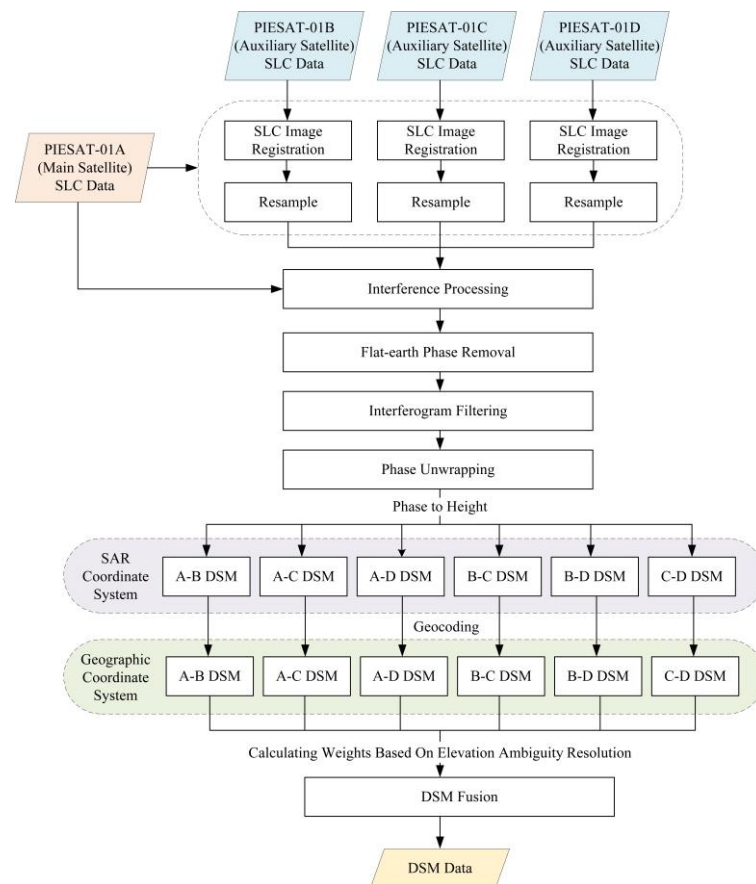 PIESAT-01B
(Auxiliary Satellite)
SLC Data
PIESAT-01C
(Auxiliary Satellite)
SLC Data
PIESAT-01D
(Auxiliary Satellite)
SLC Data
PIESAT-01A
(Main Satellite)
SLC Data
SLC Image
Registration
SLC Image
Registration
SLC Image
Registration
Resample
Resample
Resample
Interference Processing
Flat-earth Phase Removal
Interferogram Filtering
Phase Unwrapping
Phase to Height
SAR
Coordinate
System
A-B DSM
A-C DSM
A-D DSM
B-C DSM
B-D DSM
C-D DSM
Geocoding
Geographic
Coordinate
System
A-B DSM
A-C DSM
A-D DSM
B-C DSM
B-D DSM
C-D DSM
Calculating Weights Based On Elevation Ambiguity Resolution
DSM Fusion
DSM Data